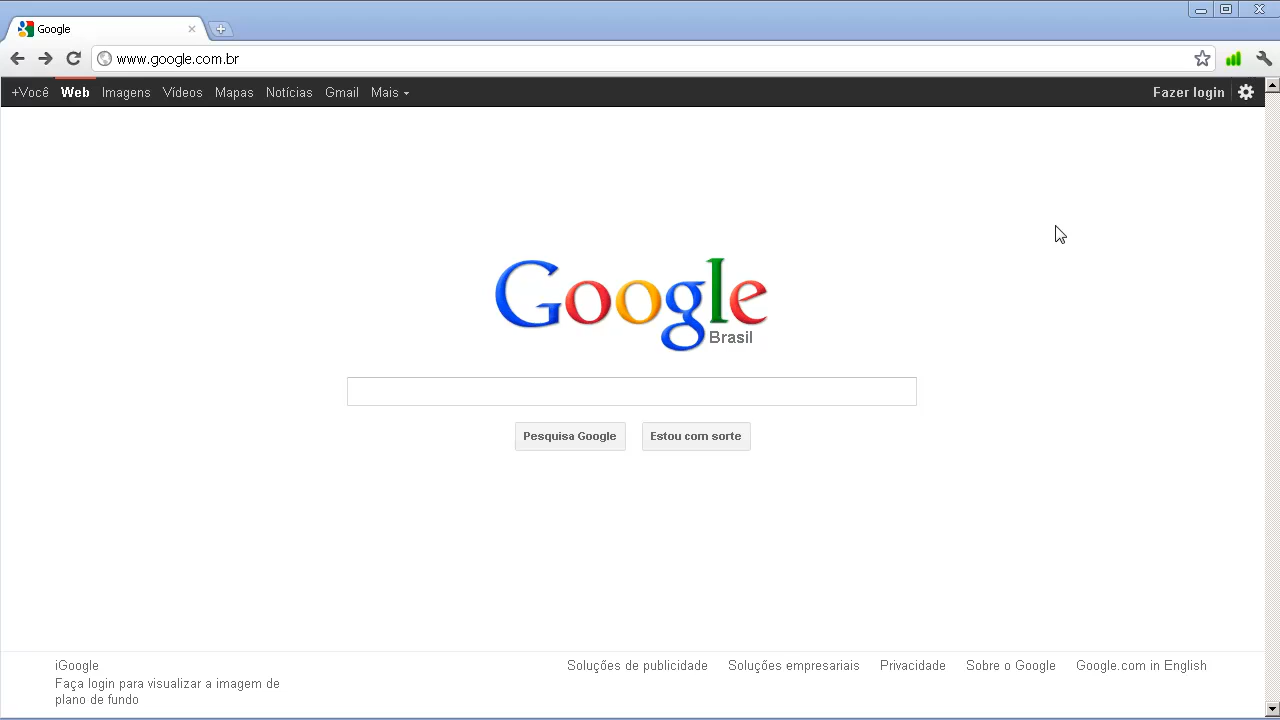 Google
www.google.com.br
+Você Web Imagens Vídeos Mapas Notícias Gmail Mais Fazer login
Google
Brasil
Pesquisa Google Estou com sorte
iGoogle Soluções de publicidade Soluções empresariais Privacidade Sobre o Google Google.com in English
Faça login para visualizar a imagem de
plano de fundo